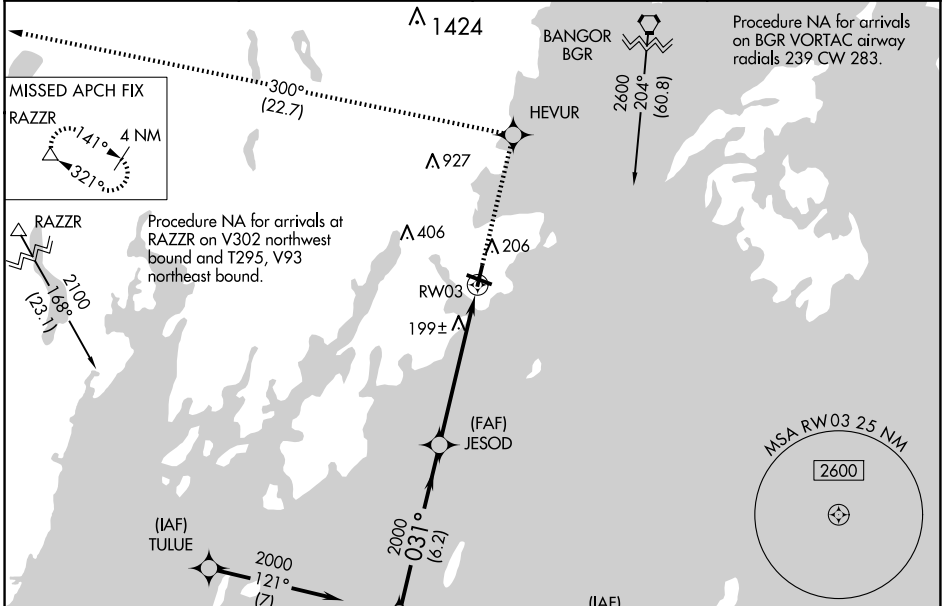 1424
BANGOR
BGR
2600
204°
(60.8)
Procedure NA for arrivals
on BGR VORTAC airway
radials 239 CW 283.
300°
(22.7)
MISSED APCH FIX
RAZZR
4 NM
141°
321°
HEVUR
927
RAZZR
2100
168°
(23.1)
Procedure NA for arrivals at
RAZZR on V302 northwest
bound and T295, V93
northeast bound.
406
206
RW03
199±
(FAF)
JESOD
MSA RW03 25 NM
2600
2000
031°
(6.2)
(IAF)
TULUE
2000
121°
(7)
(IAF)